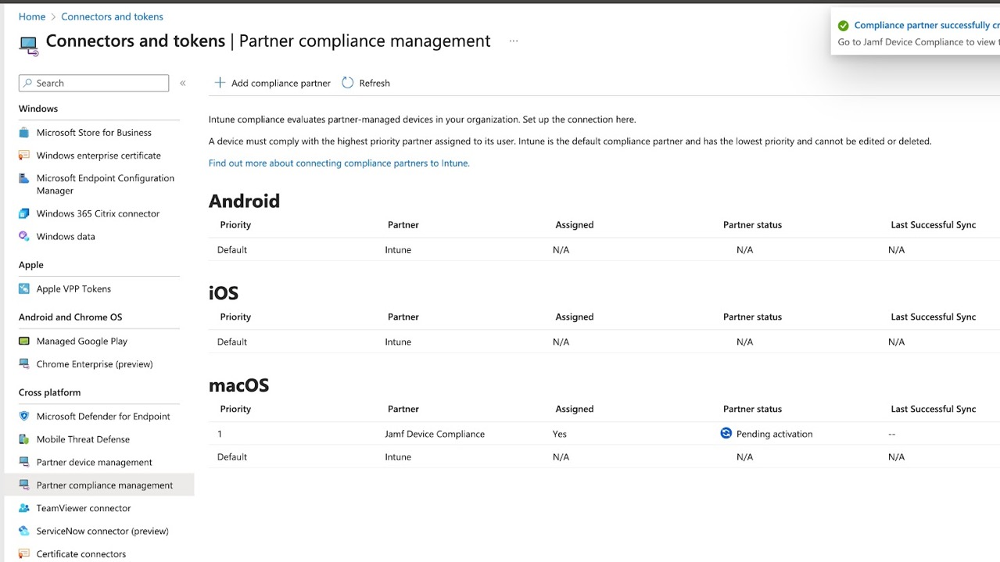 Home > Connectors and tokens
Connectors and tokens | Partner compliance management ...
Compliance partner successfully
Go to Jamf Device Compliance to view
Search «
Add compliance partner Refresh
Windows
Microsoft Store for Business
Windows enterprise certificate
Microsoft Endpoint Configuration
Manager
Windows 365 Citrix connector
Windows data
Apple
Apple VPP Tokens
Android and Chrome OS
Managed Google Play
Chrome Enterprise (preview)
Cross platform
Microsoft Defender for Endpoint
Mobile Threat Defense
Partner device management
Partner compliance management
TeamViewer connector
ServiceNow connector (preview)
Certificate connectors
Intune compliance evaluates partner-managed devices in your organization. Set up the connection here.
A device must comply with the highest priority partner assigned to its user. Intune is the default compliance partner and has the lowest priority and cannot be edited or deleted.
Find out more about connecting compliance partners to Intune.
Android
Priority Partner Assigned Partner status Last Successful Sync
Default Intune N/A N/A N/A
iOS
Priority Partner Assigned Partner status Last Successful Sync
Default Intune N/A N/A N/A
macOS
Priority Partner Assigned Partner status Last Successful Sync
1 Jamf Device Compliance Yes Pending activation --
Default Intune N/A N/A N/A